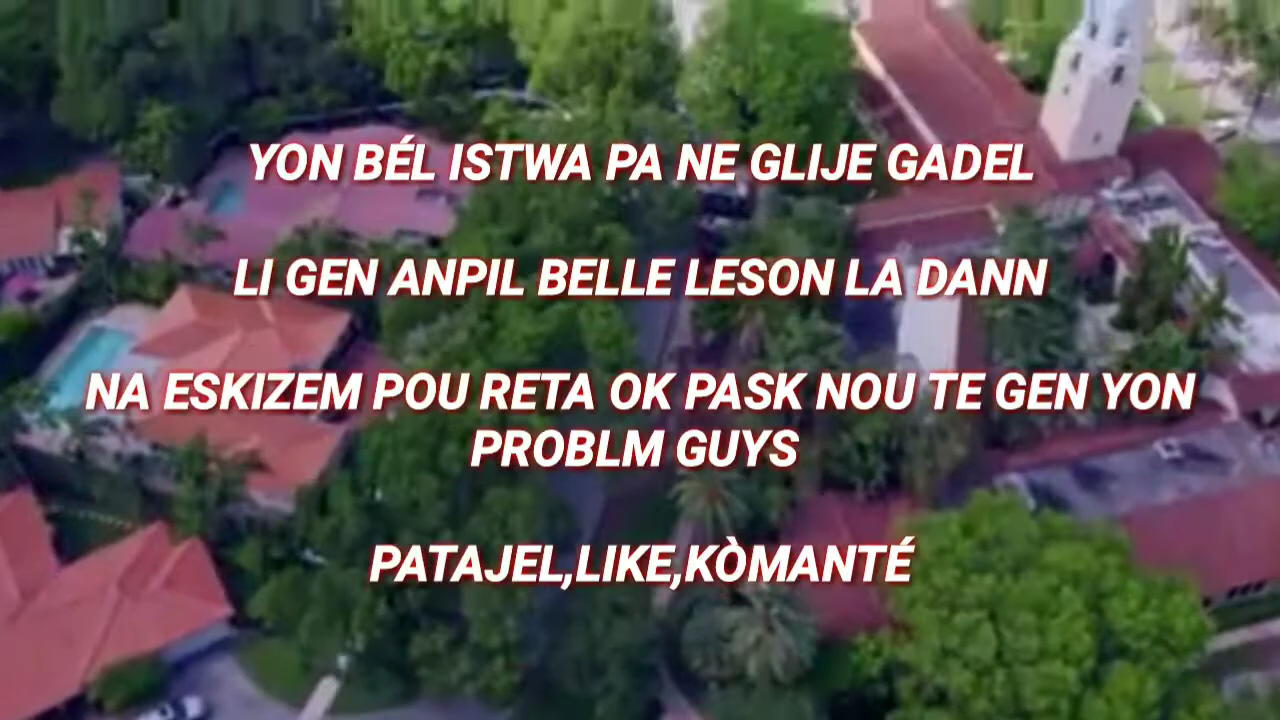 YON BÉL ISTWA PA NE GLIJE GADEL
LI GEN ANPIL BELLE LESON LA DANN
NA ESKIZEM POU RETA OK PASK NOU TE GEN YON
PROBLM GUYS
PATAJEL,LIKE,KÒMANTÉ